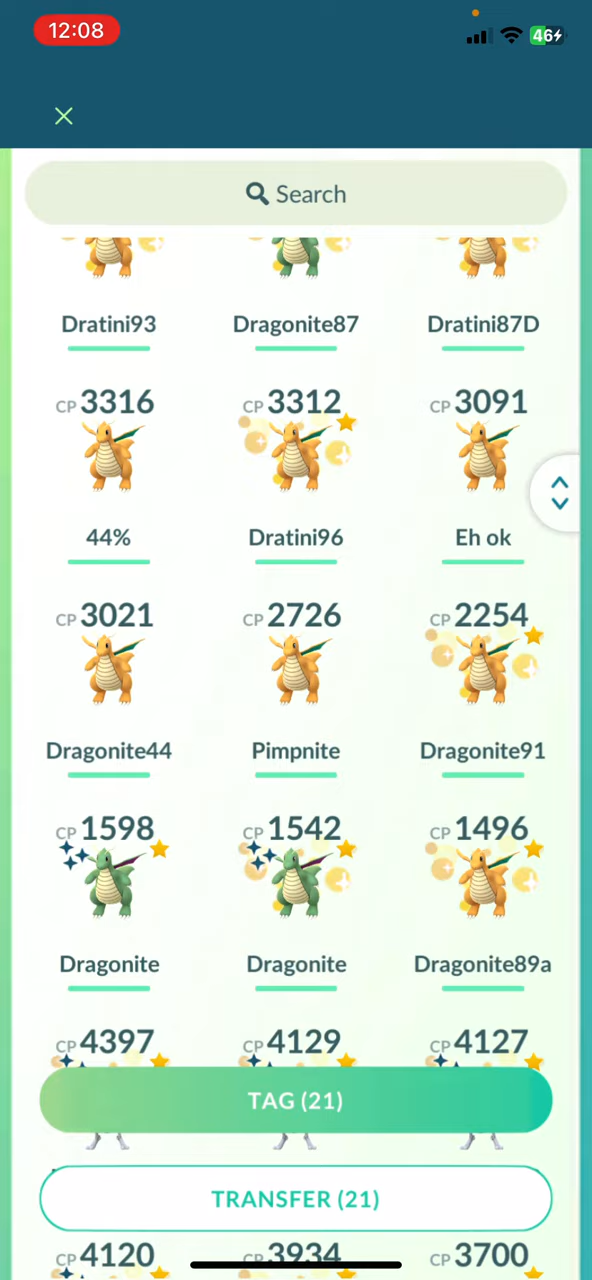 12:08
46
Search
Dratini93 Dragonite87 Dratini87D
CP3316 CP3312 CP3091
44% Dratini96 Eh ok
CP3021 CP2726 CP2254
Dragonite44 Pimpnite Dragonite91
CP1598 CP1542 CP1496
Dragonite Dragonite Dragonite89a
CP4397 CP4129 CP4127
TAG (21)
TRANSFER (21)
CP4120 CP3934 CP3700